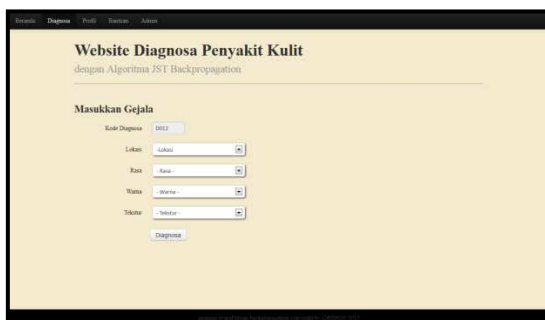 Beranda Diagnosa Profil Bantuan Admin
Website Diagnosa Penyakit Kulit
dengan Algoritma JST Backpropagation
Masukkan Gejala
Kode Diagnosa D012
Lokasi -Lokasi
Rasa - Rasa -
Warna - Warna -
Tekstur - Tekstur -
Diagnosa